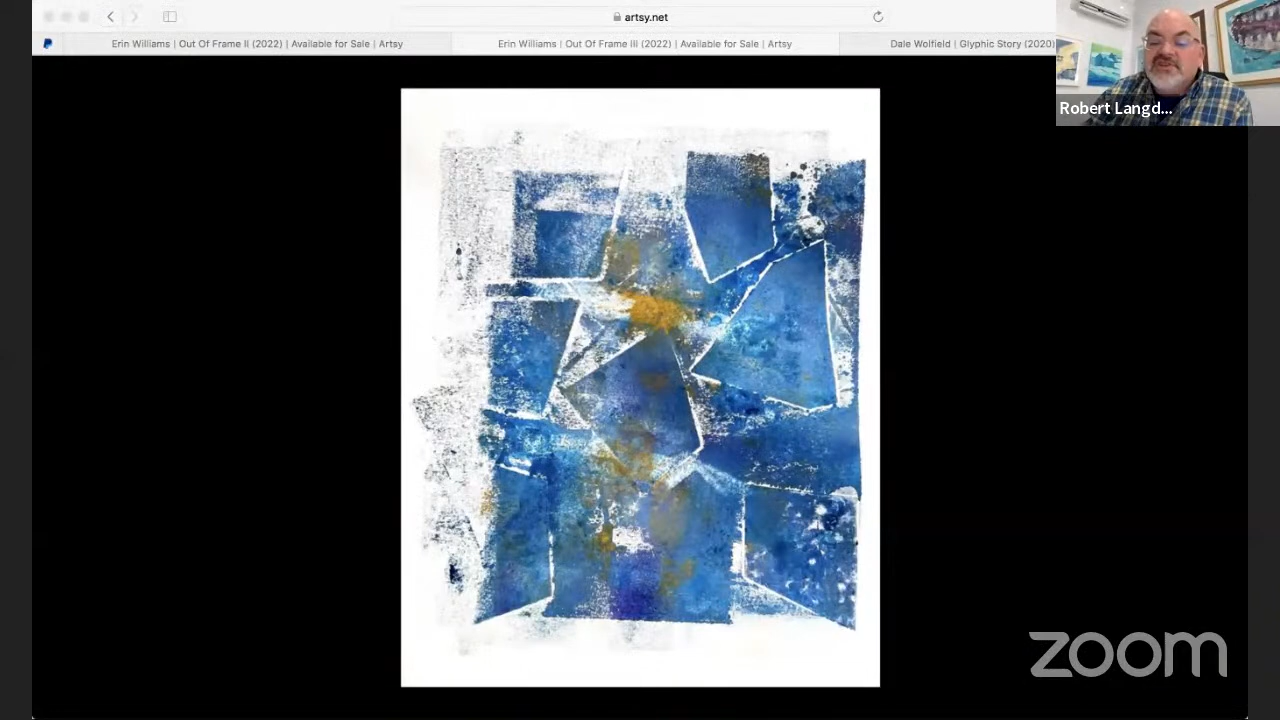 artsy.net
Erin Williams | Out Of Frame II (2022) | Available for Sale | Artsy
Erin Williams | Out Of Frame III (2022) | Available for Sale | Artsy
Dale Wolfield | Glyphic Story (2020)
Robert Langd...
zoom